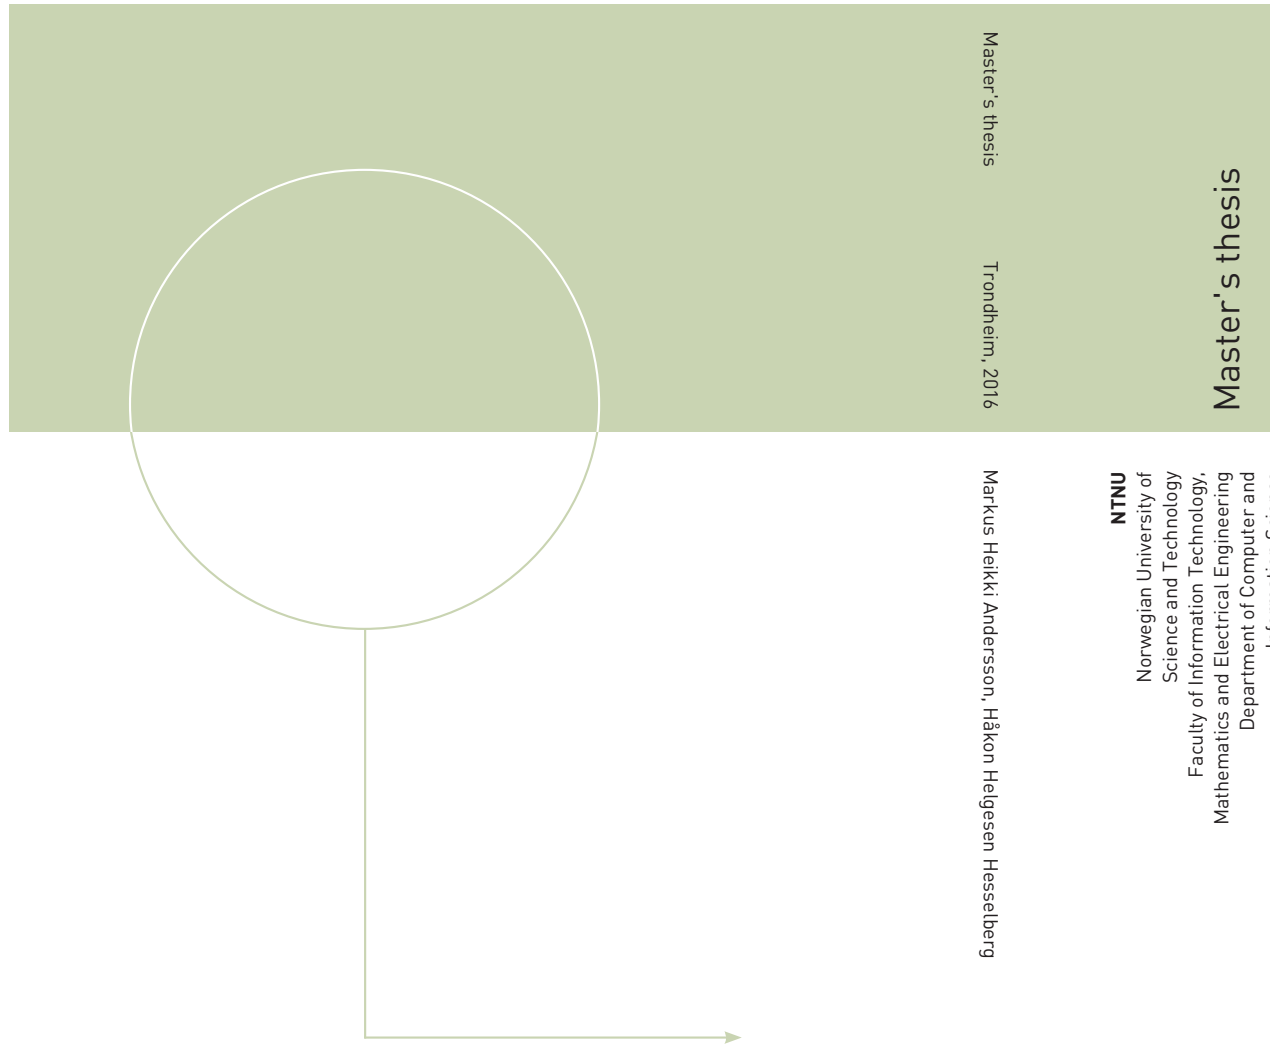 Master's thesis
Trondheim, 2016
Markus Heikki Andersson, Håkon Helgesen Hesselberg
Master's thesis
NTNU
Norwegian University of
Science and Technology
Faculty of Information Technology,
Mathematics and Electrical Engineering
Department of Computer and